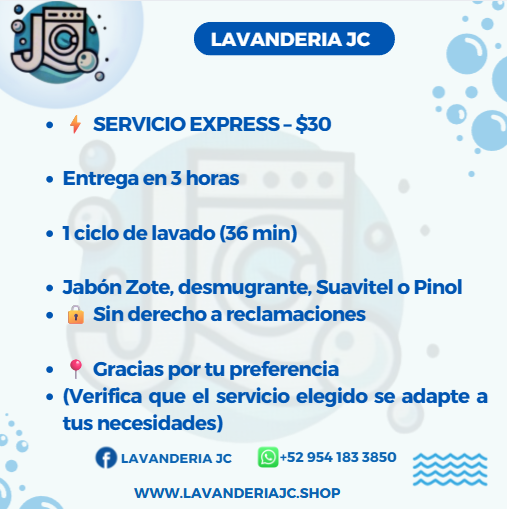 LAVANDERIA JC
⚡ SERVICIO EXPRESS – $30
Entrega en 3 horas
1 ciclo de lavado (36 min)
Jabón Zote, desmugrante, Suavitel o Pinol
🔒 Sin derecho a reclamaciones
📍 Gracias por tu preferencia
(Verifica que el servicio elegido se adapte a
tus necesidades)
LAVANDERIA JC
+52 954 183 3850
WWW.LAVANDERIAJC.SHOP